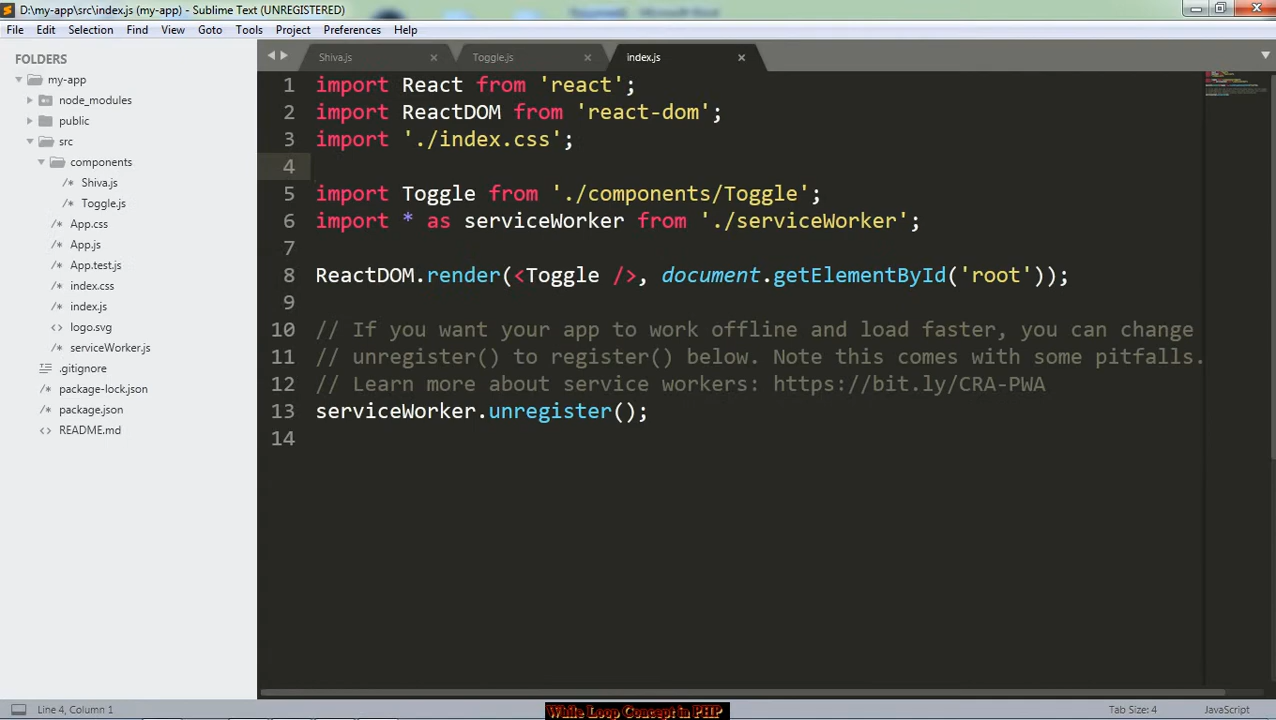 D:\my-app\src\index.js (my-app) - Sublime Text (UNREGISTERED)
File Edit Selection Find View Goto Tools Project Preferences Help
FOLDERS
my-app
node_modules
public
src
components
Shiva.js
Toggle.js
App.css
App.js
App.test.js
index.css
index.js
logo.svg
serviceWorker.js
.gitignore
package-lock.json
package.json
README.md
Shiva.js Toggle.js index.js
1 import React from 'react';
2 import ReactDOM from 'react-dom';
3 import './index.css';
4
5 import Toggle from './components/Toggle';
6 import * as serviceWorker from './serviceWorker';
7
8 ReactDOM.render(<Toggle />, document.getElementById('root'));
9
10 // If you want your app to work offline and load faster, you can change
11 // unregister() to register() below. Note this comes with some pitfalls.
12 // Learn more about service workers: https://bit.ly/CRA-PWA
13 serviceWorker.unregister();
14
Line 4, Column 1
While Loop Concept in PHP
Tab Size: 4
JavaScript